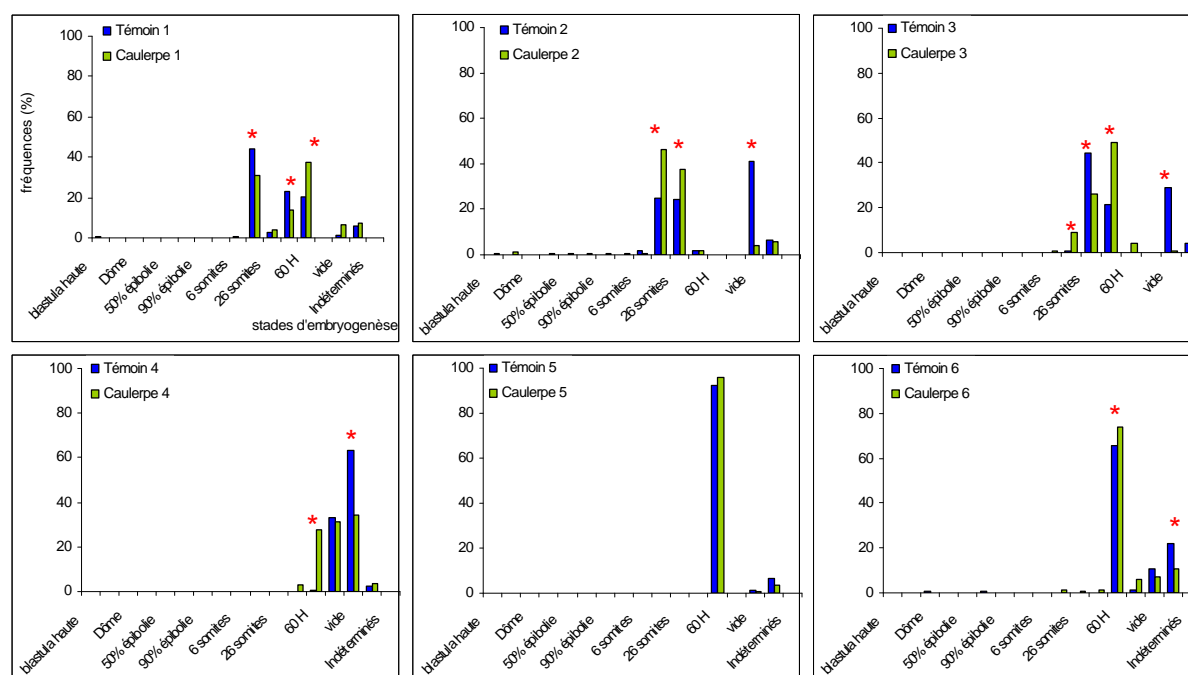 Témoin 1
Caulerpe 1
fréquences (%)
100
80
60
40
20
0
*
*
*
blastula haute
Dôme
50% épibolie
90% épibolie
6 somites
26 somites
60 H
vide
Indéterminés
stades d'embryogenèse
Témoin 2
Caulerpe 2
100
80
60
40
20
0
*
*
*
blastula haute
Dôme
50% épibolie
90% épibolie
6 somites
26 somites
60 H
vide
Témoin 3
Caulerpe 3
100
80
60
40
20
0
*
*
*
*
blastula haute
Dôme
50% épibolie
90% épibolie
6 somites
26 somites
60 H
vide
Témoin 4
Caulerpe 4
100
80
60
40
20
0
*
*
blastula haute
Dôme
50% épibolie
90% épibolie
6 somites
26 somites
60 H
vide
Indéterminés
Témoin 5
Caulerpe 5
100
80
60
40
20
0
blastula haute
Dôme
50% épibolie
90% épibolie
6 somites
26 somites
60 H
vide
Indéterminés
Témoin 6
Caulerpe 6
100
80
60
40
20
0
*
*
blastula haute
Dôme
50% épibolie
90% épibolie
6 somites
26 somites
60 H
vide
Indéterminés